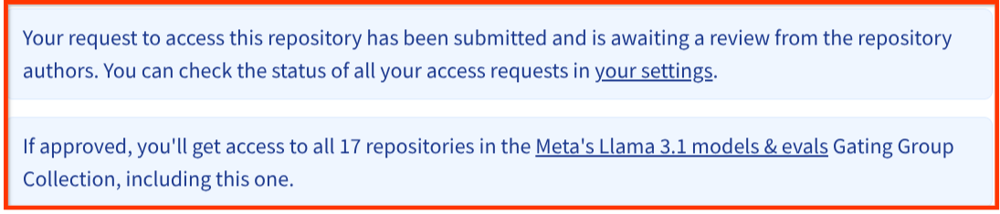 Your request to access this repository has been submitted and is awaiting a review from the repository
authors. You can check the status of all your access requests in your settings.
If approved, you'll get access to all 17 repositories in the Meta's Llama 3.1 models & evals Gating Group
Collection, including this one.